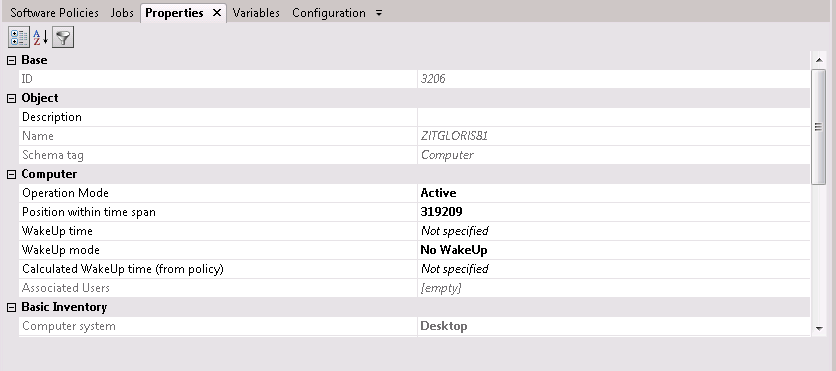 Software Policies Jobs Properties Variables Configuration
A Z
Base
ID 3206
Object
Description
Name ZITGLORIS81
Schema tag Computer
Computer
Operation Mode Active
Position within time span 319209
WakeUp time Not specified
WakeUp mode No WakeUp
Calculated WakeUp time (from policy) Not specified
Associated Users [empty]
Basic Inventory
Computer system Desktop